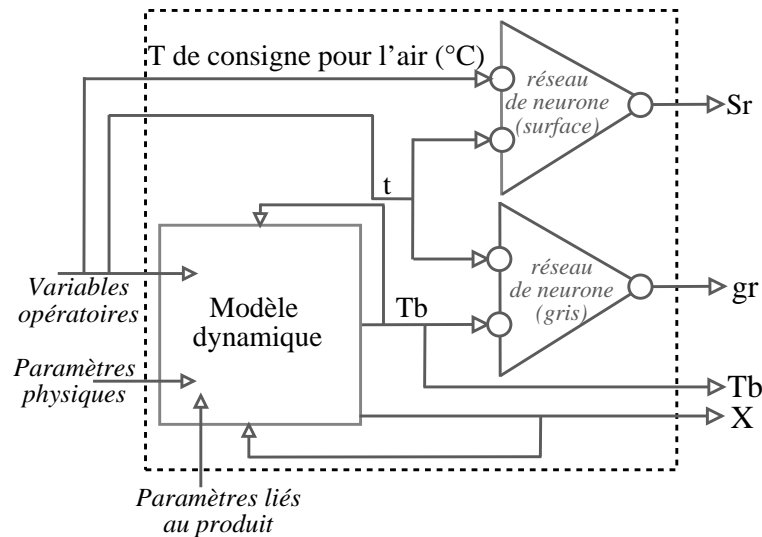 T de consigne pour l'air (°C)
réseau
de neurone
(surface)
Sr
t
réseau
de neurone
(gris)
gr
Variables
opératoires
Modèle
dynamique
Tb
Paramètres
physiques
Tb
X
Paramètres liés
au produit